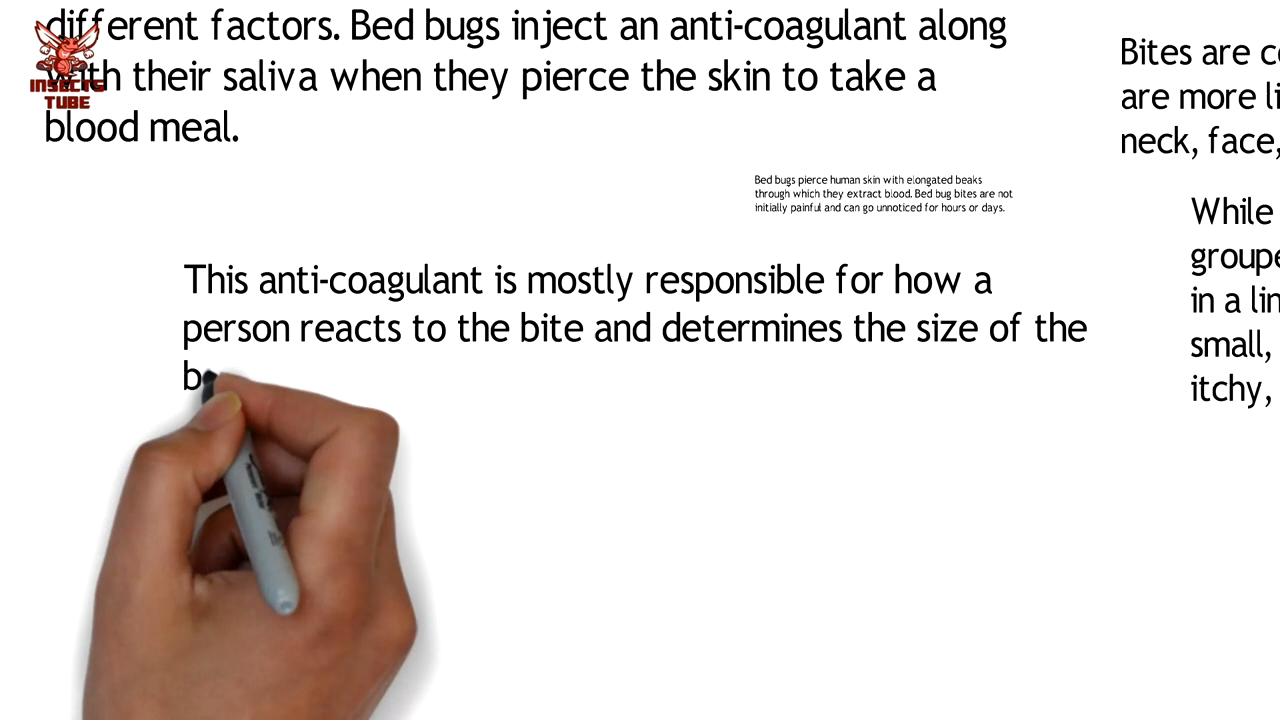 different factors. Bed bugs inject an anti-coagulant along
with their saliva when they pierce the skin to take a
blood meal.
INSECTS
TUBE
Bed bugs pierce human skin with elongated beaks
through which they extract blood. Bed bug bites are not
initially painful and can go unnoticed for hours or days.
This anti-coagulant is mostly responsible for how a
person reacts to the bite and determines the size of the
b
Bites are
are more
neck, face,
While
in a
small,
itchy,